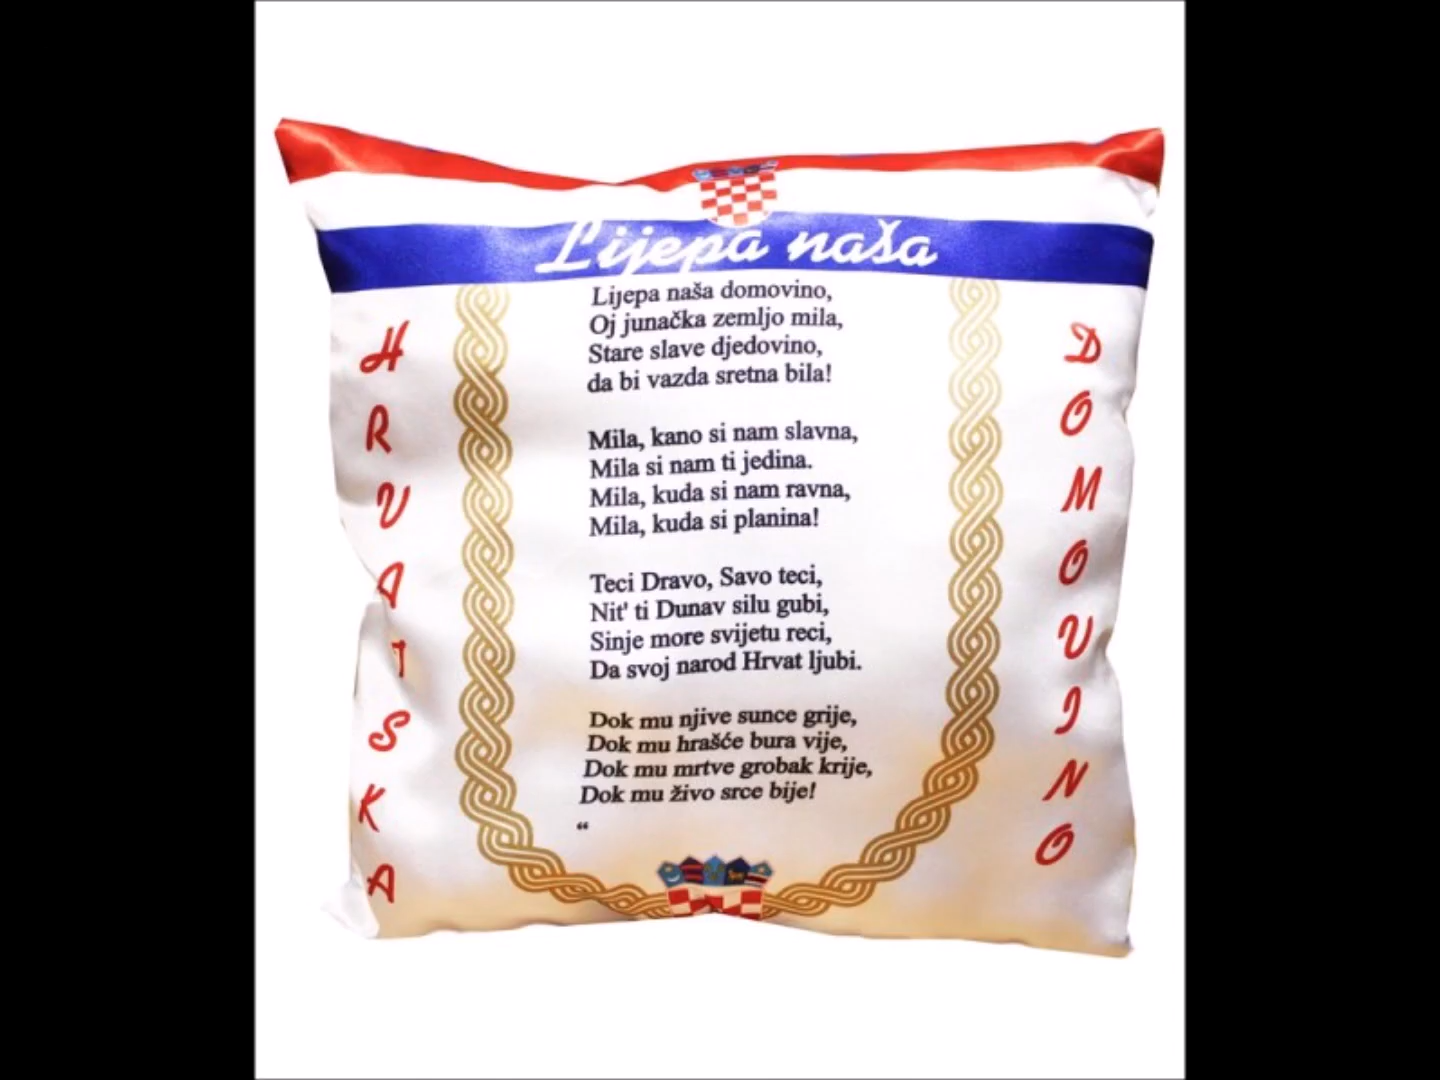 Lijepa naša
Lijepa naša domovino,
Oj junačka zemljo mila,
Stare slave djedovino,
da bi vazda sretna bila!
Mila, kano si nam slavna,
Mila si nam ti jedina.
Mila, kuda si nam ravna,
Mila, kuda si planina!
Teci Dravo, Savo teci,
Nit' ti Dunav silu gubi,
Sinje more svijetu reci,
Da svoj narod Hrvat ljubi.
Dok mu njive sunce grije,
Dok mu hrašće bura vije,
Dok mu mrtve grobak krije,
Dok mu živo srce bije!
“
HRVATSKA
DOMOVINO